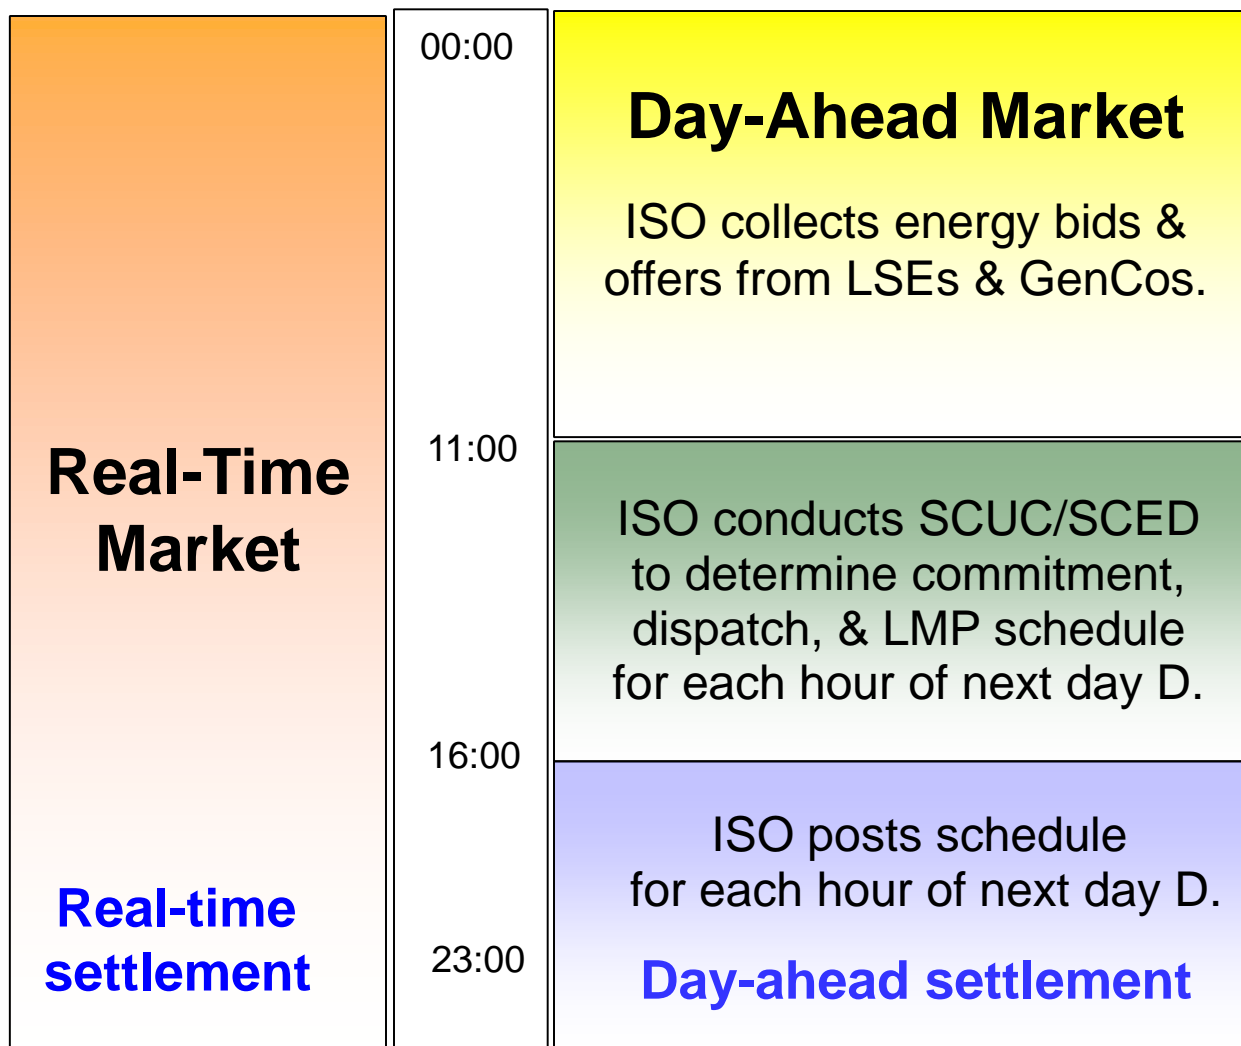 Real-Time
Market
Real-time
settlement
00:00
11:00
16:00
23:00
Day-Ahead Market
ISO collects energy bids &
offers from LSEs & GenCos.
ISO conducts SCUC/SCED
to determine commitment,
dispatch, & LMP schedule
for each hour of next day D.
ISO posts schedule
for each hour of next day D.
Day-ahead settlement